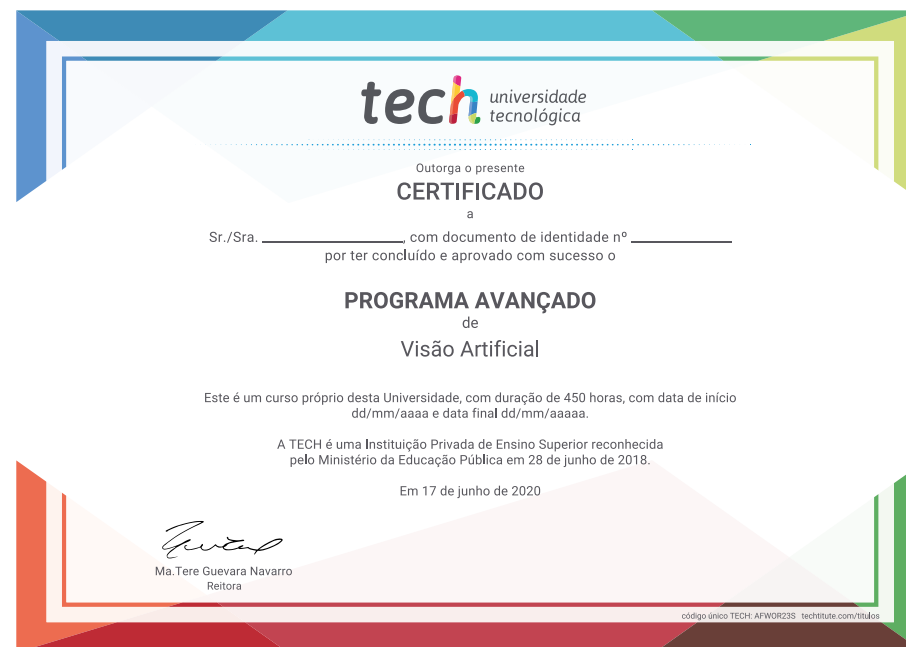 tech universidade
tecnológica
Outorga o presente
CERTIFICADO
a
Sr./Sra. ______________, com documento de identidade nº __________
por ter concluído e aprovado com sucesso o
PROGRAMA AVANÇADO
de
Visão Artificial
Este é um curso próprio desta Universidade, com duração de 450 horas, com data de início
dd/mm/aaaa e data final dd/mm/aaaaa.
A TECH é uma Instituição Privada de Ensino Superior reconhecida
pelo Ministério da Educação Pública em 28 de junho de 2018.
Em 17 de junho de 2020
Ma.Tere Guevara Navarro
Reitora
código único TECH: AFWOR23S techtitute.com/titulos